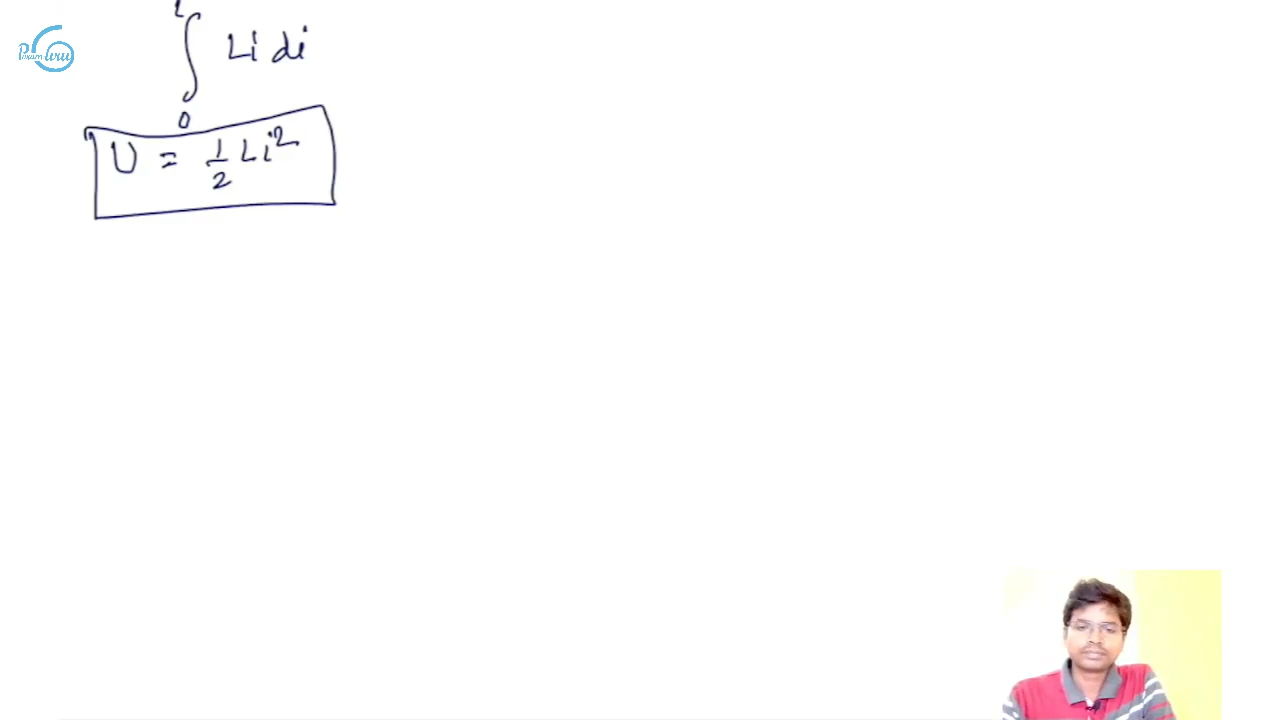 i
∫ Li di
0
U = 1/2 Li²